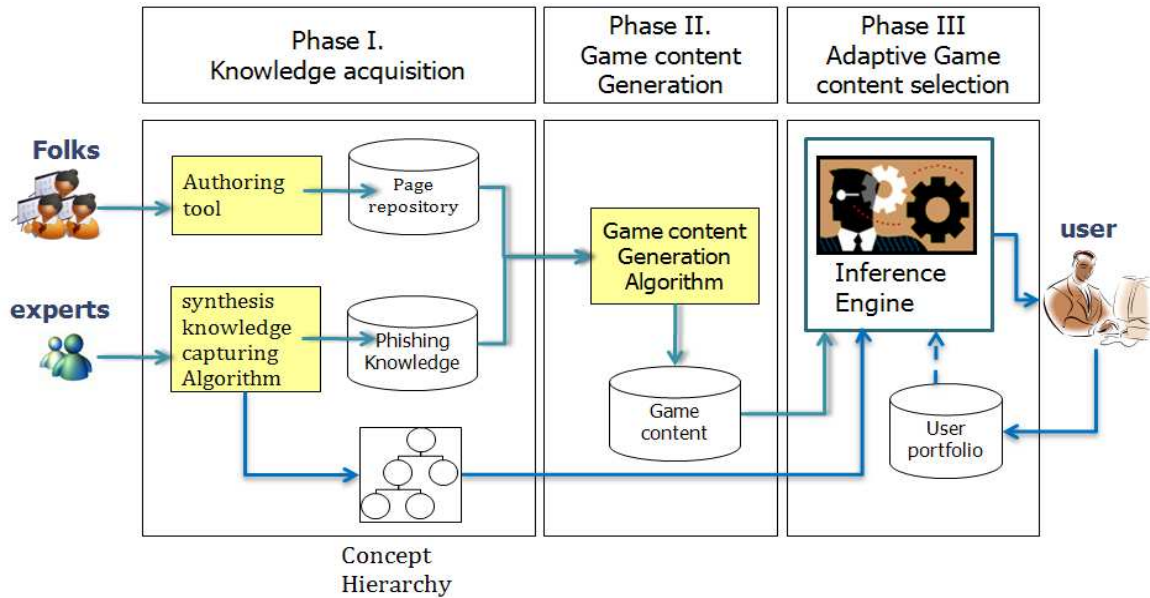 Phase I.
Knowledge acquisition
Phase II.
Game content
Generation
Phase III
Adaptive Game
content selection
Folks
Authoring
tool
Page
repository
experts
synthesis
knowledge
capturing
Algorithm
Phishing
Knowledge
Concept
Hierarchy
Game content
Generation
Algorithm
Game
content
Inference
Engine
User
portfolio
user